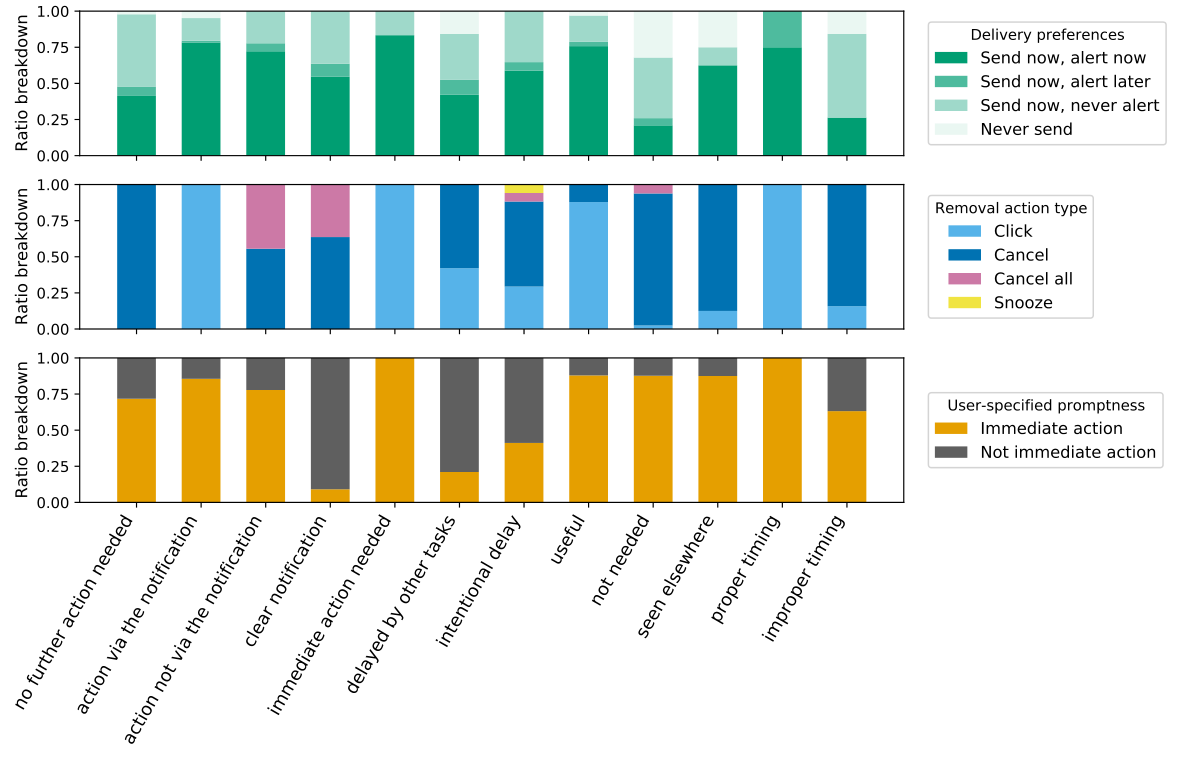 Ratio breakdown
1.00
0.75
0.50
0.25
0.00
Delivery preferences
Send now, alert now
Send now, alert later
Send now, never alert
Never send
Ratio breakdown
1.00
0.75
0.50
0.25
0.00
Removal action type
Click
Cancel
Cancel all
Snooze
Ratio breakdown
1.00
0.75
0.50
0.25
0.00
User-specified promptness
Immediate action
Not immediate action
no further action needed
action via the notification
action not via the notification
clear notification
immediate action needed
delayed by other tasks
intentional delay
useful
not needed
seen elsewhere
proper timing
improper timing